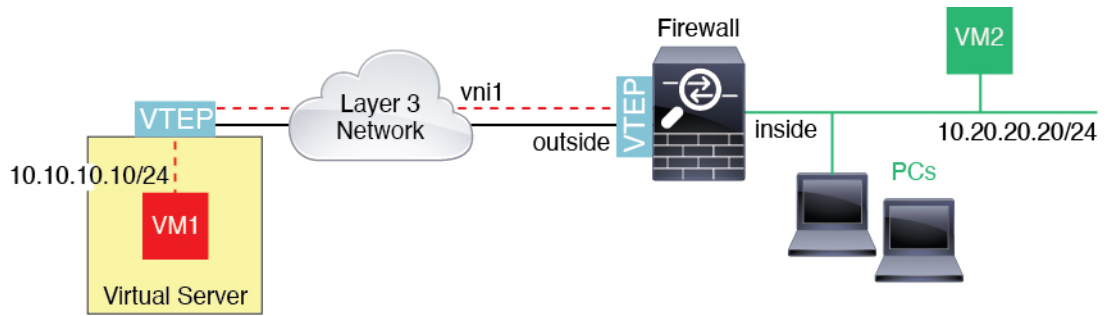 Firewall
VM2
VTEP
Layer 3
Network
vni1
outside
VTEP
inside
10.20.20.20/24
10.10.10.10/24
VM1
Virtual Server
PCs